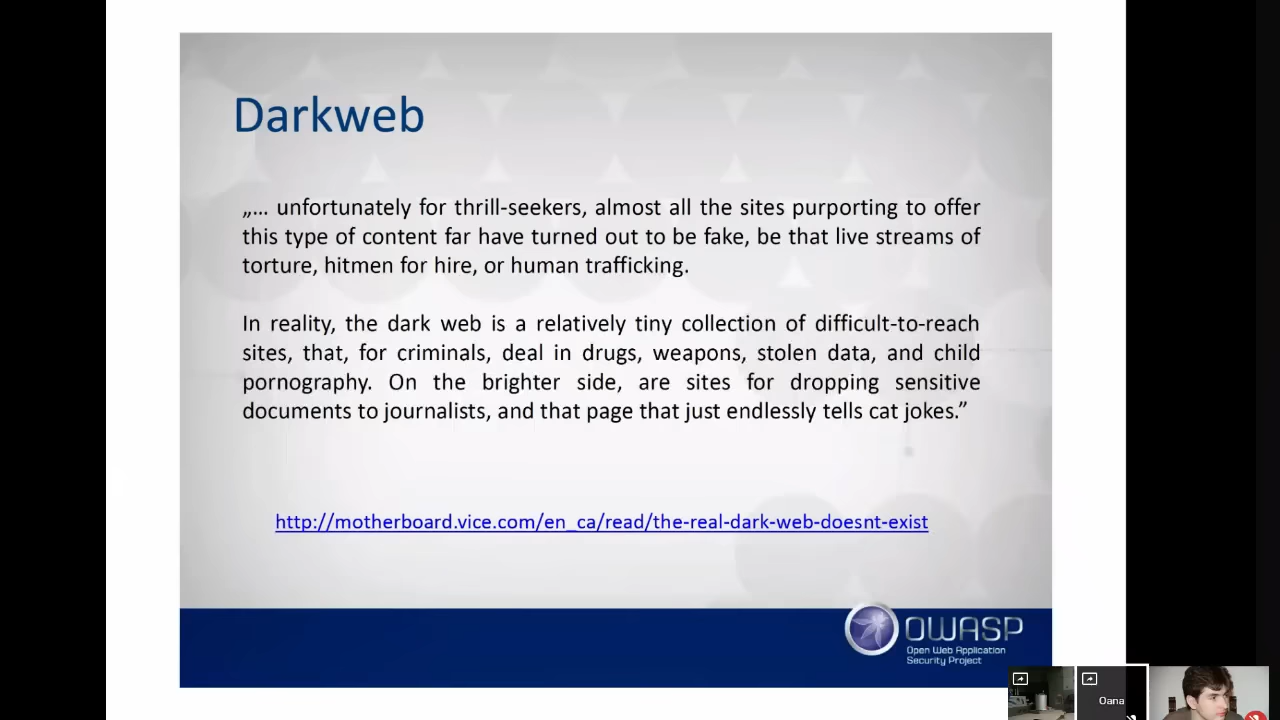 Darkweb
„... unfortunately for thrill-seekers, almost all the sites purporting to offer
this type of content far have turned out to be fake, be that live streams of
torture, hitmen for hire, or human trafficking.
In reality, the dark web is a relatively tiny collection of difficult-to-reach
sites, that, for criminals, deal in drugs, weapons, stolen data, and child
pornography. On the brighter side, are sites for dropping sensitive
documents to journalists, and that page that just endlessly tells cat jokes.”
http://motherboard.vice.com/en_ca/read/the-real-dark-web-doesnt-exist
OWASP
Open Web Application
Security Project
Oana